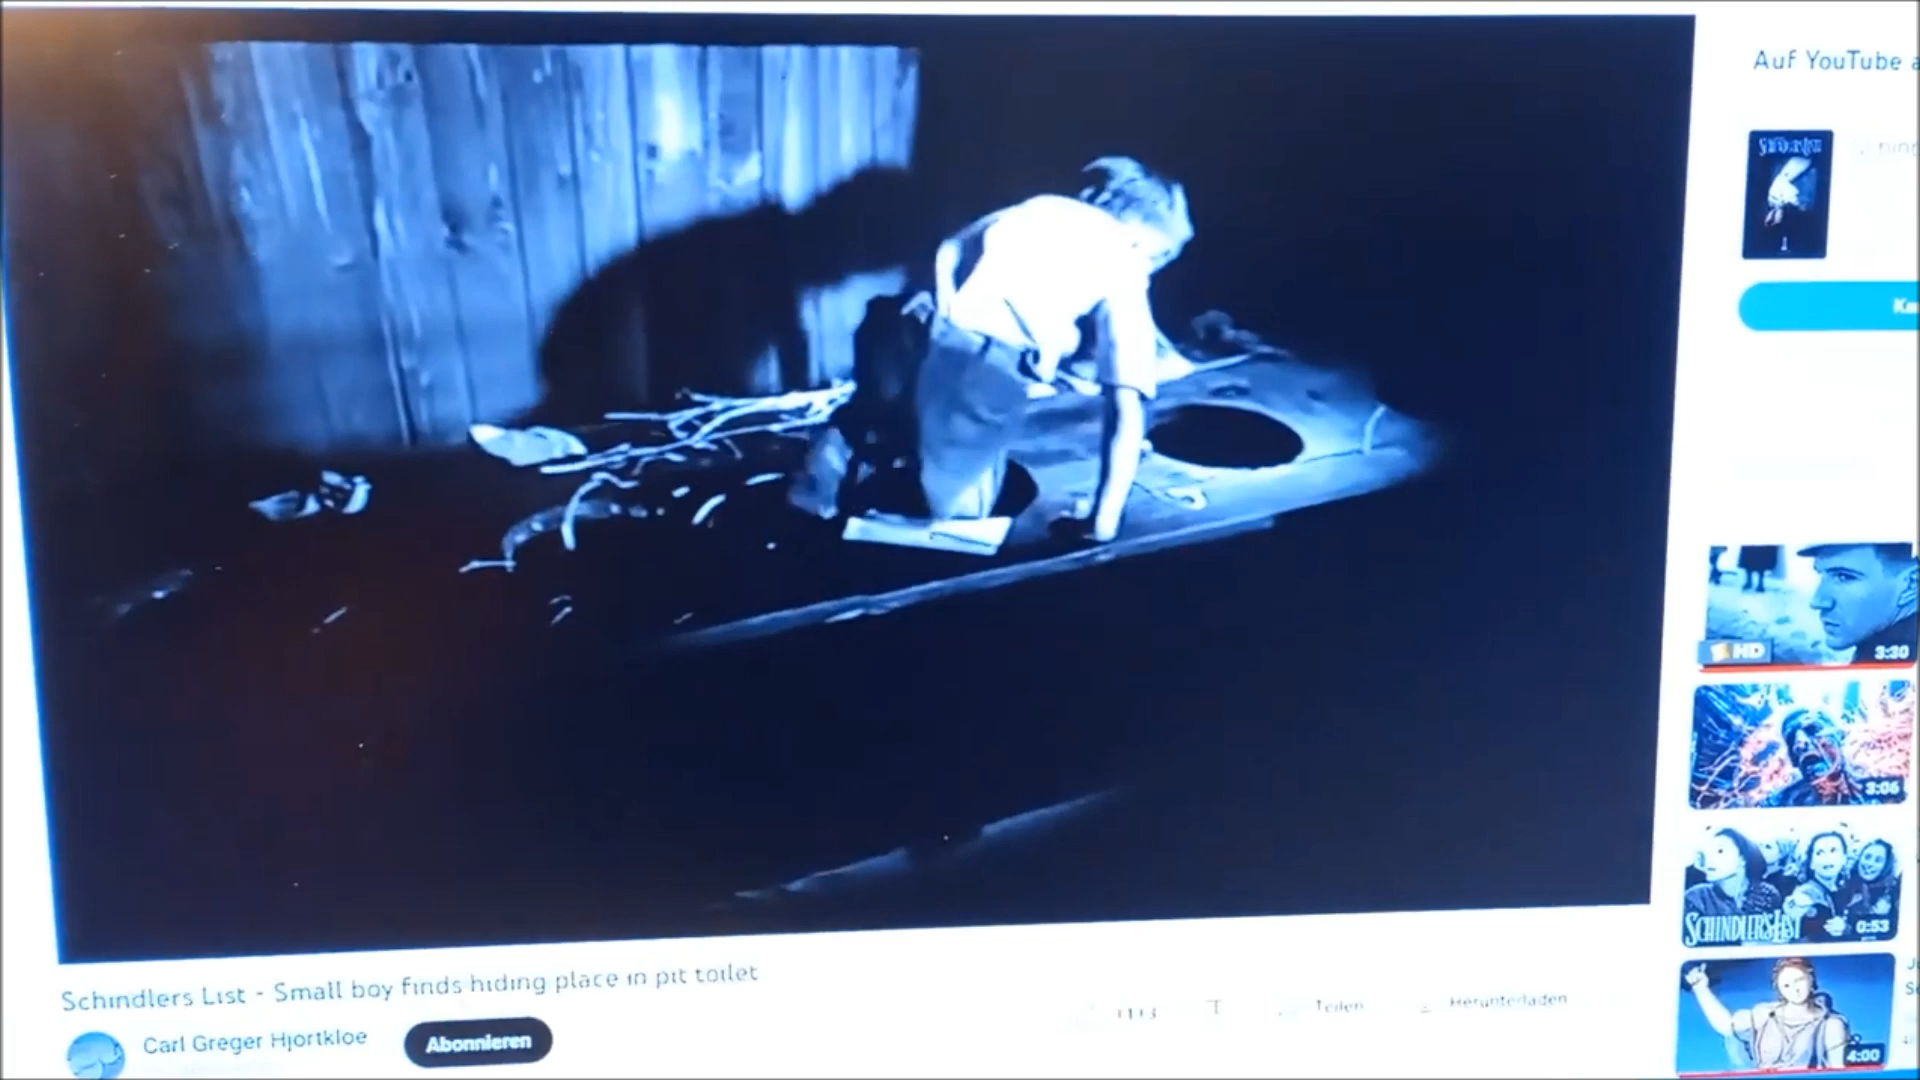 Auf YouTube
HD
3:30
3:06
SCHINDLER'S LIST
0:53
4:00
Schindlers List - Small boy finds hiding place in pit toilet
Carl Greger Hjortkloe
Abonnieren
Teilen
Herunterladen